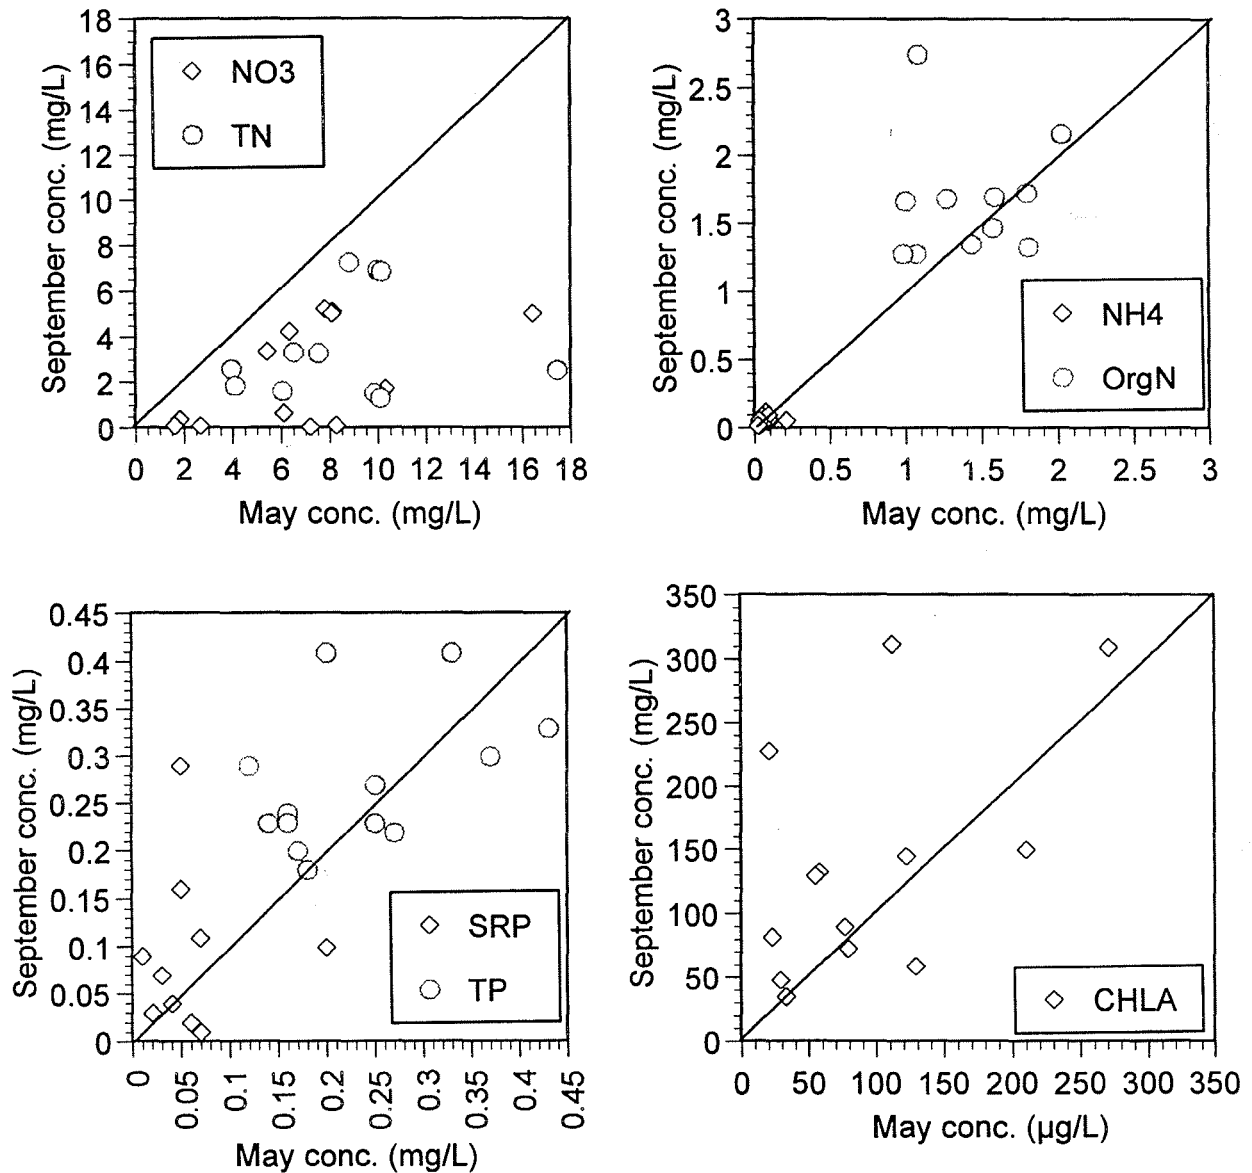 18
16
14
12
10
8
6
4
2
0
September conc. (mg/L)
NO3
TN
0 2 4 6 8 10 12 14 16 18
May conc. (mg/L)
3
2.5
2
1.5
1
0.5
0
September conc. (mg/L)
NH4
OrgN
0 0.5 1 1.5 2 2.5 3
May conc. (mg/L)
0.45
0.4
0.35
0.3
0.25
0.2
0.15
0.1
0.05
0
September conc. (mg/L)
SRP
TP
0 0.05 0.1 0.15 0.2 0.25 0.3 0.35 0.4 0.45
May conc. (mg/L)
350
300
250
200
150
100
50
0
September conc. (mg/L)
CHLA
0 50 100 150 200 250 300 350
May conc. (µg/L)